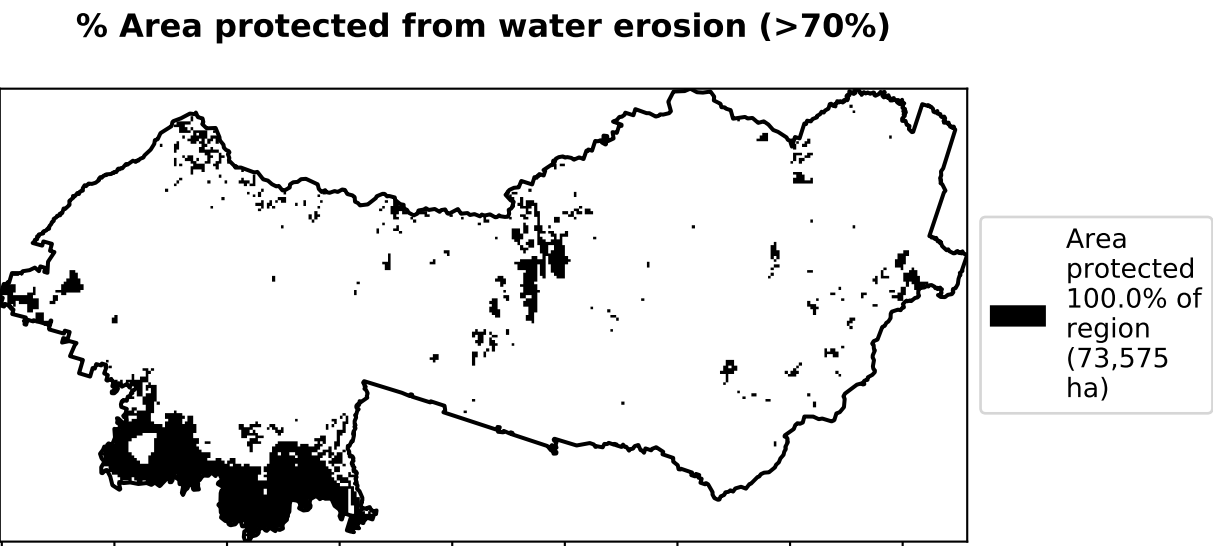 % Area protected from water erosion (>70%)
Area
protected
100.0% of
region
(73,575
ha)